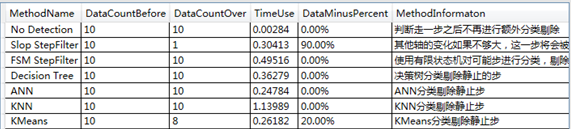 MethodName DataCountBefore DataCountOver TimeUse DataMinusPercent MethodInformaton
No Detection 10 10 0.00284 0.00% 判断走一步之后不再进行额外分类剔除
Slop StepFilter 10 1 0.30413 90.00% 其他轴的变化如果不够大，这一步将会被
FSM StepFilter 10 10 0.49516 0.00% 使用有限状态机对可能步进行分类，剔除
Decision Tree 10 10 0.36279 0.00% 决策树分类剔除静止的步
ANN 10 10 0.24784 0.00% ANN分类剔除静止步
KNN 10 10 1.13989 0.00% KNN分类剔除静止步
KMeans 10 8 0.26182 20.00% KMeans分类剔除静止步